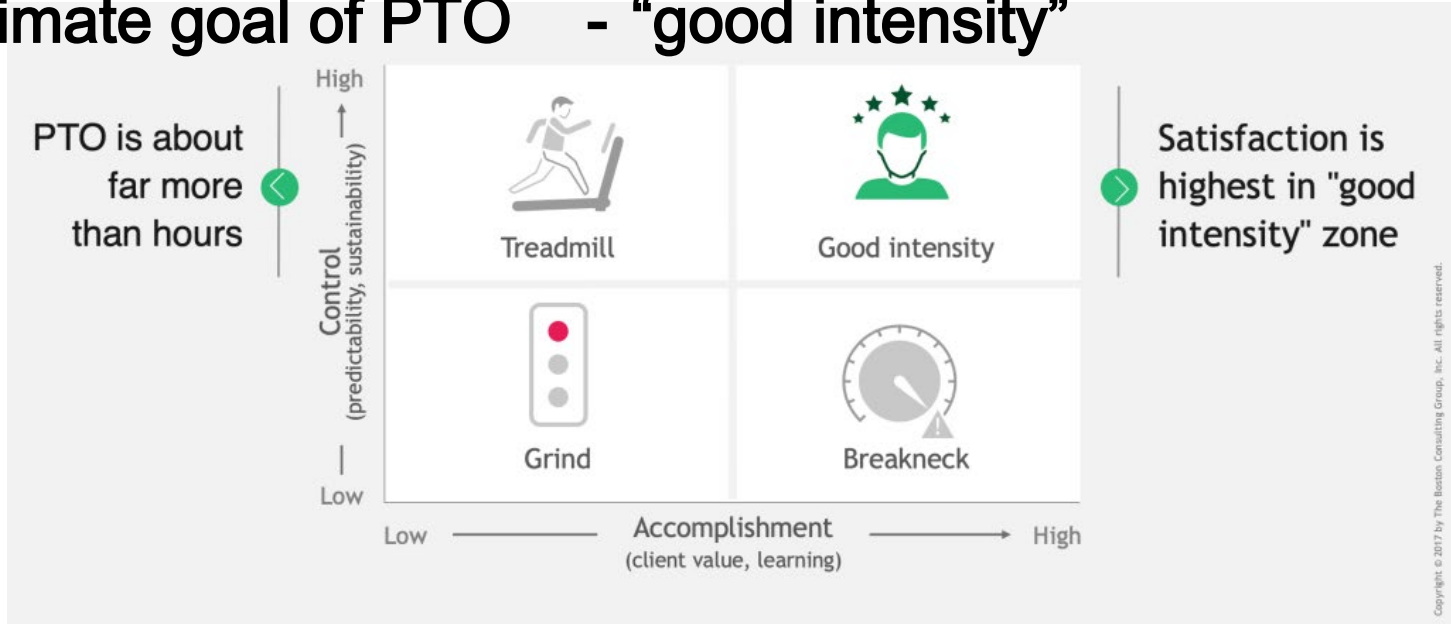 imate goal of PTO - “good intensity”
PTO is about
far more
than hours
High
Control
(predictability, sustainability)
Low
Treadmill
Good intensity
Grind
Breakneck
Low
Accomplishment
(client value, learning)
High
Satisfaction is
highest in "good
intensity" zone
Copyright © 2017 by The Boston Consulting Group, Inc. All rights reserved.